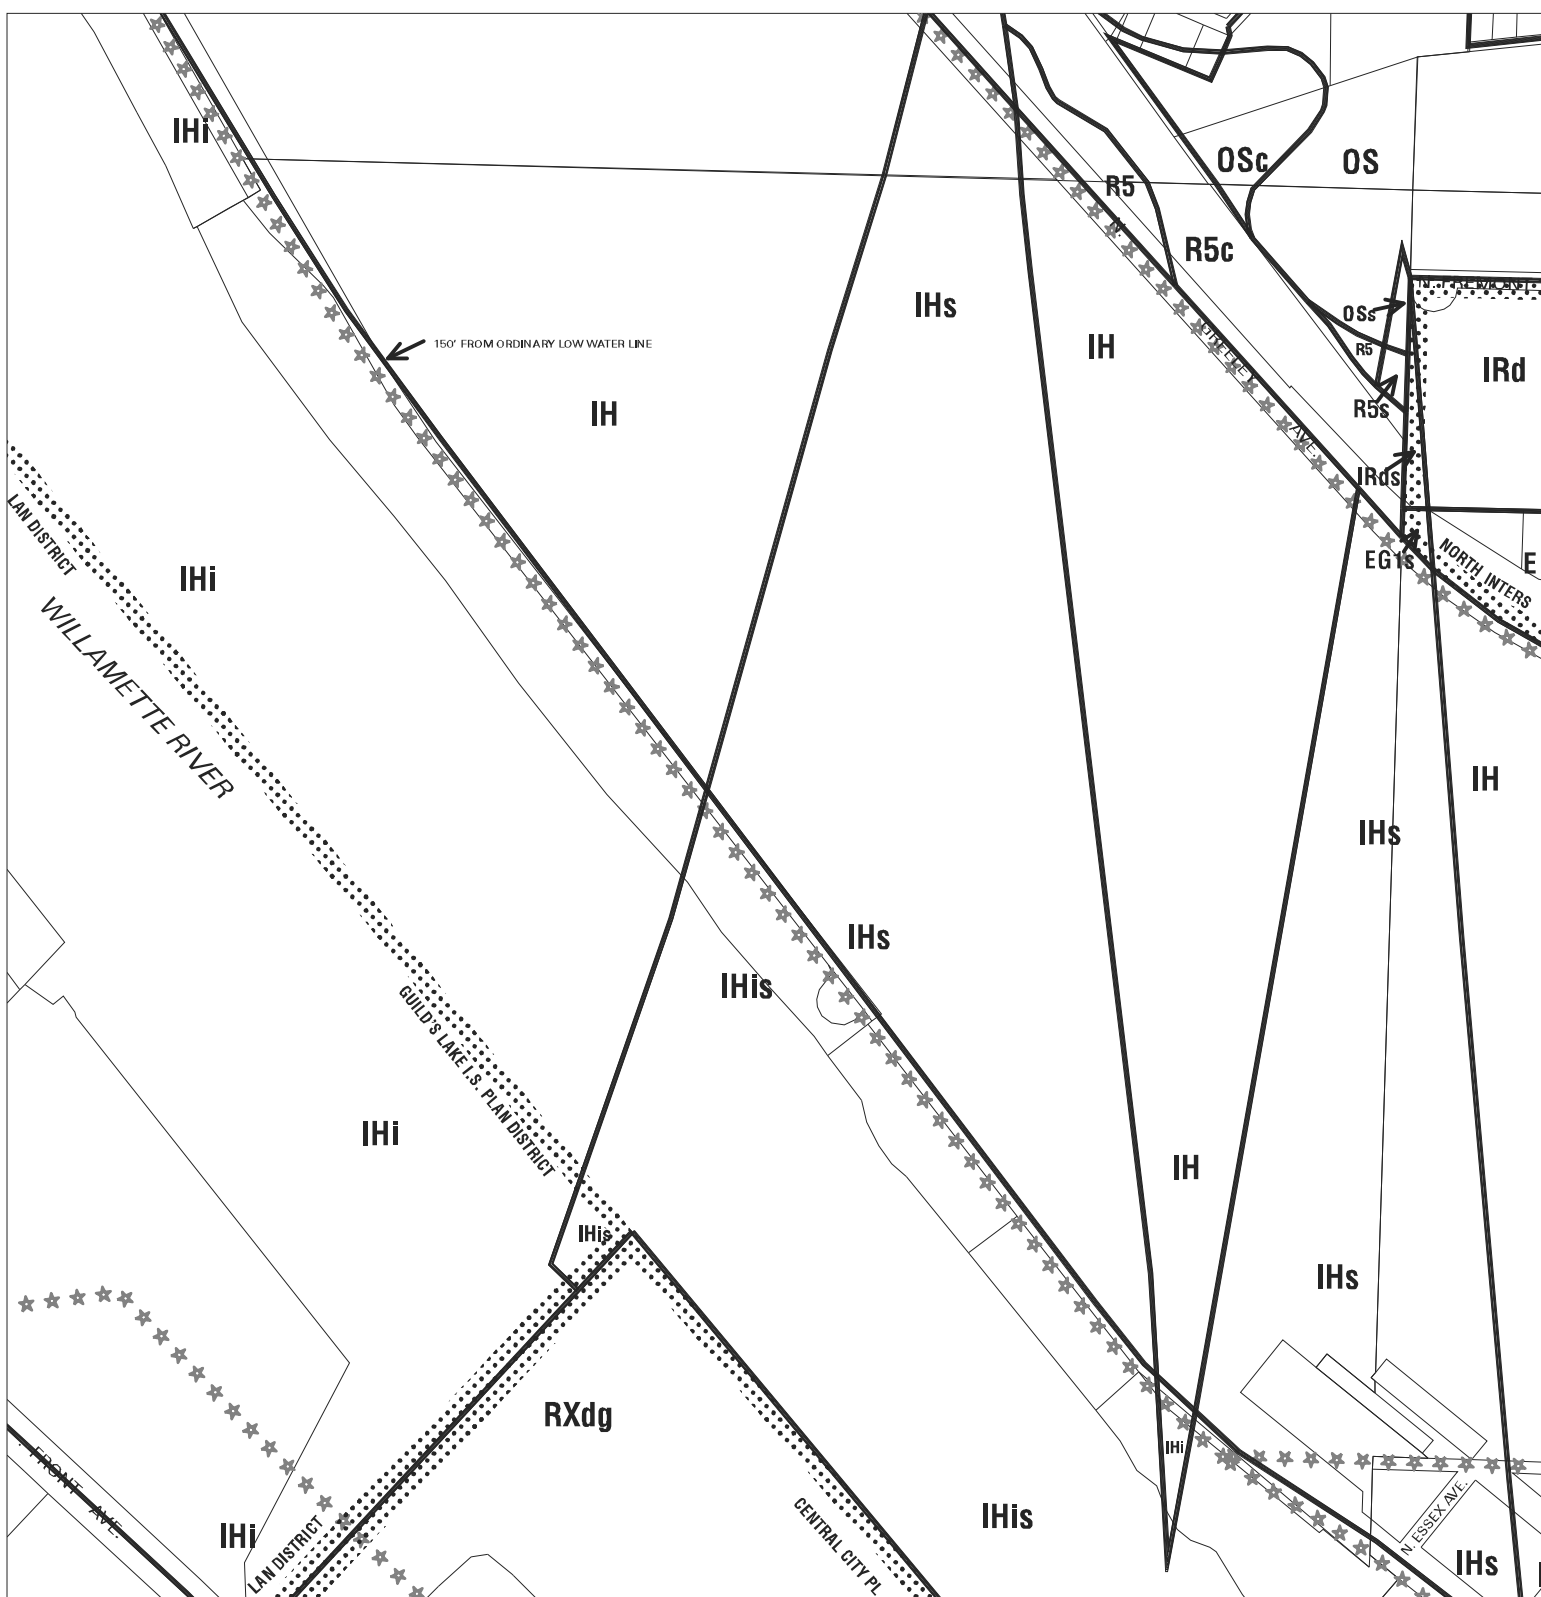 IHi
OSc
OS
R5
N.
R5c
N. FREMONT
IHs
OSs
150' FROM ORDINARY LOW WATER LINE
IH
GREELEY
R5
IRd
IH
R5s
AVE.
IRds
LAN DISTRICT
EG1s
NORTH INTERS
E
IHi
WILLAMETTE RIVER
IH
IHs
IHs
IHis
GUILD'S LAKE I.S. PLAN DISTRICT
IHi
IH
IHis
IHs
RXdg
IHi
. FRONT AVE.
IHi
LAN DISTRICT
CENTRAL CITY PL
IHis
N. ESSEX AVE.
IHs